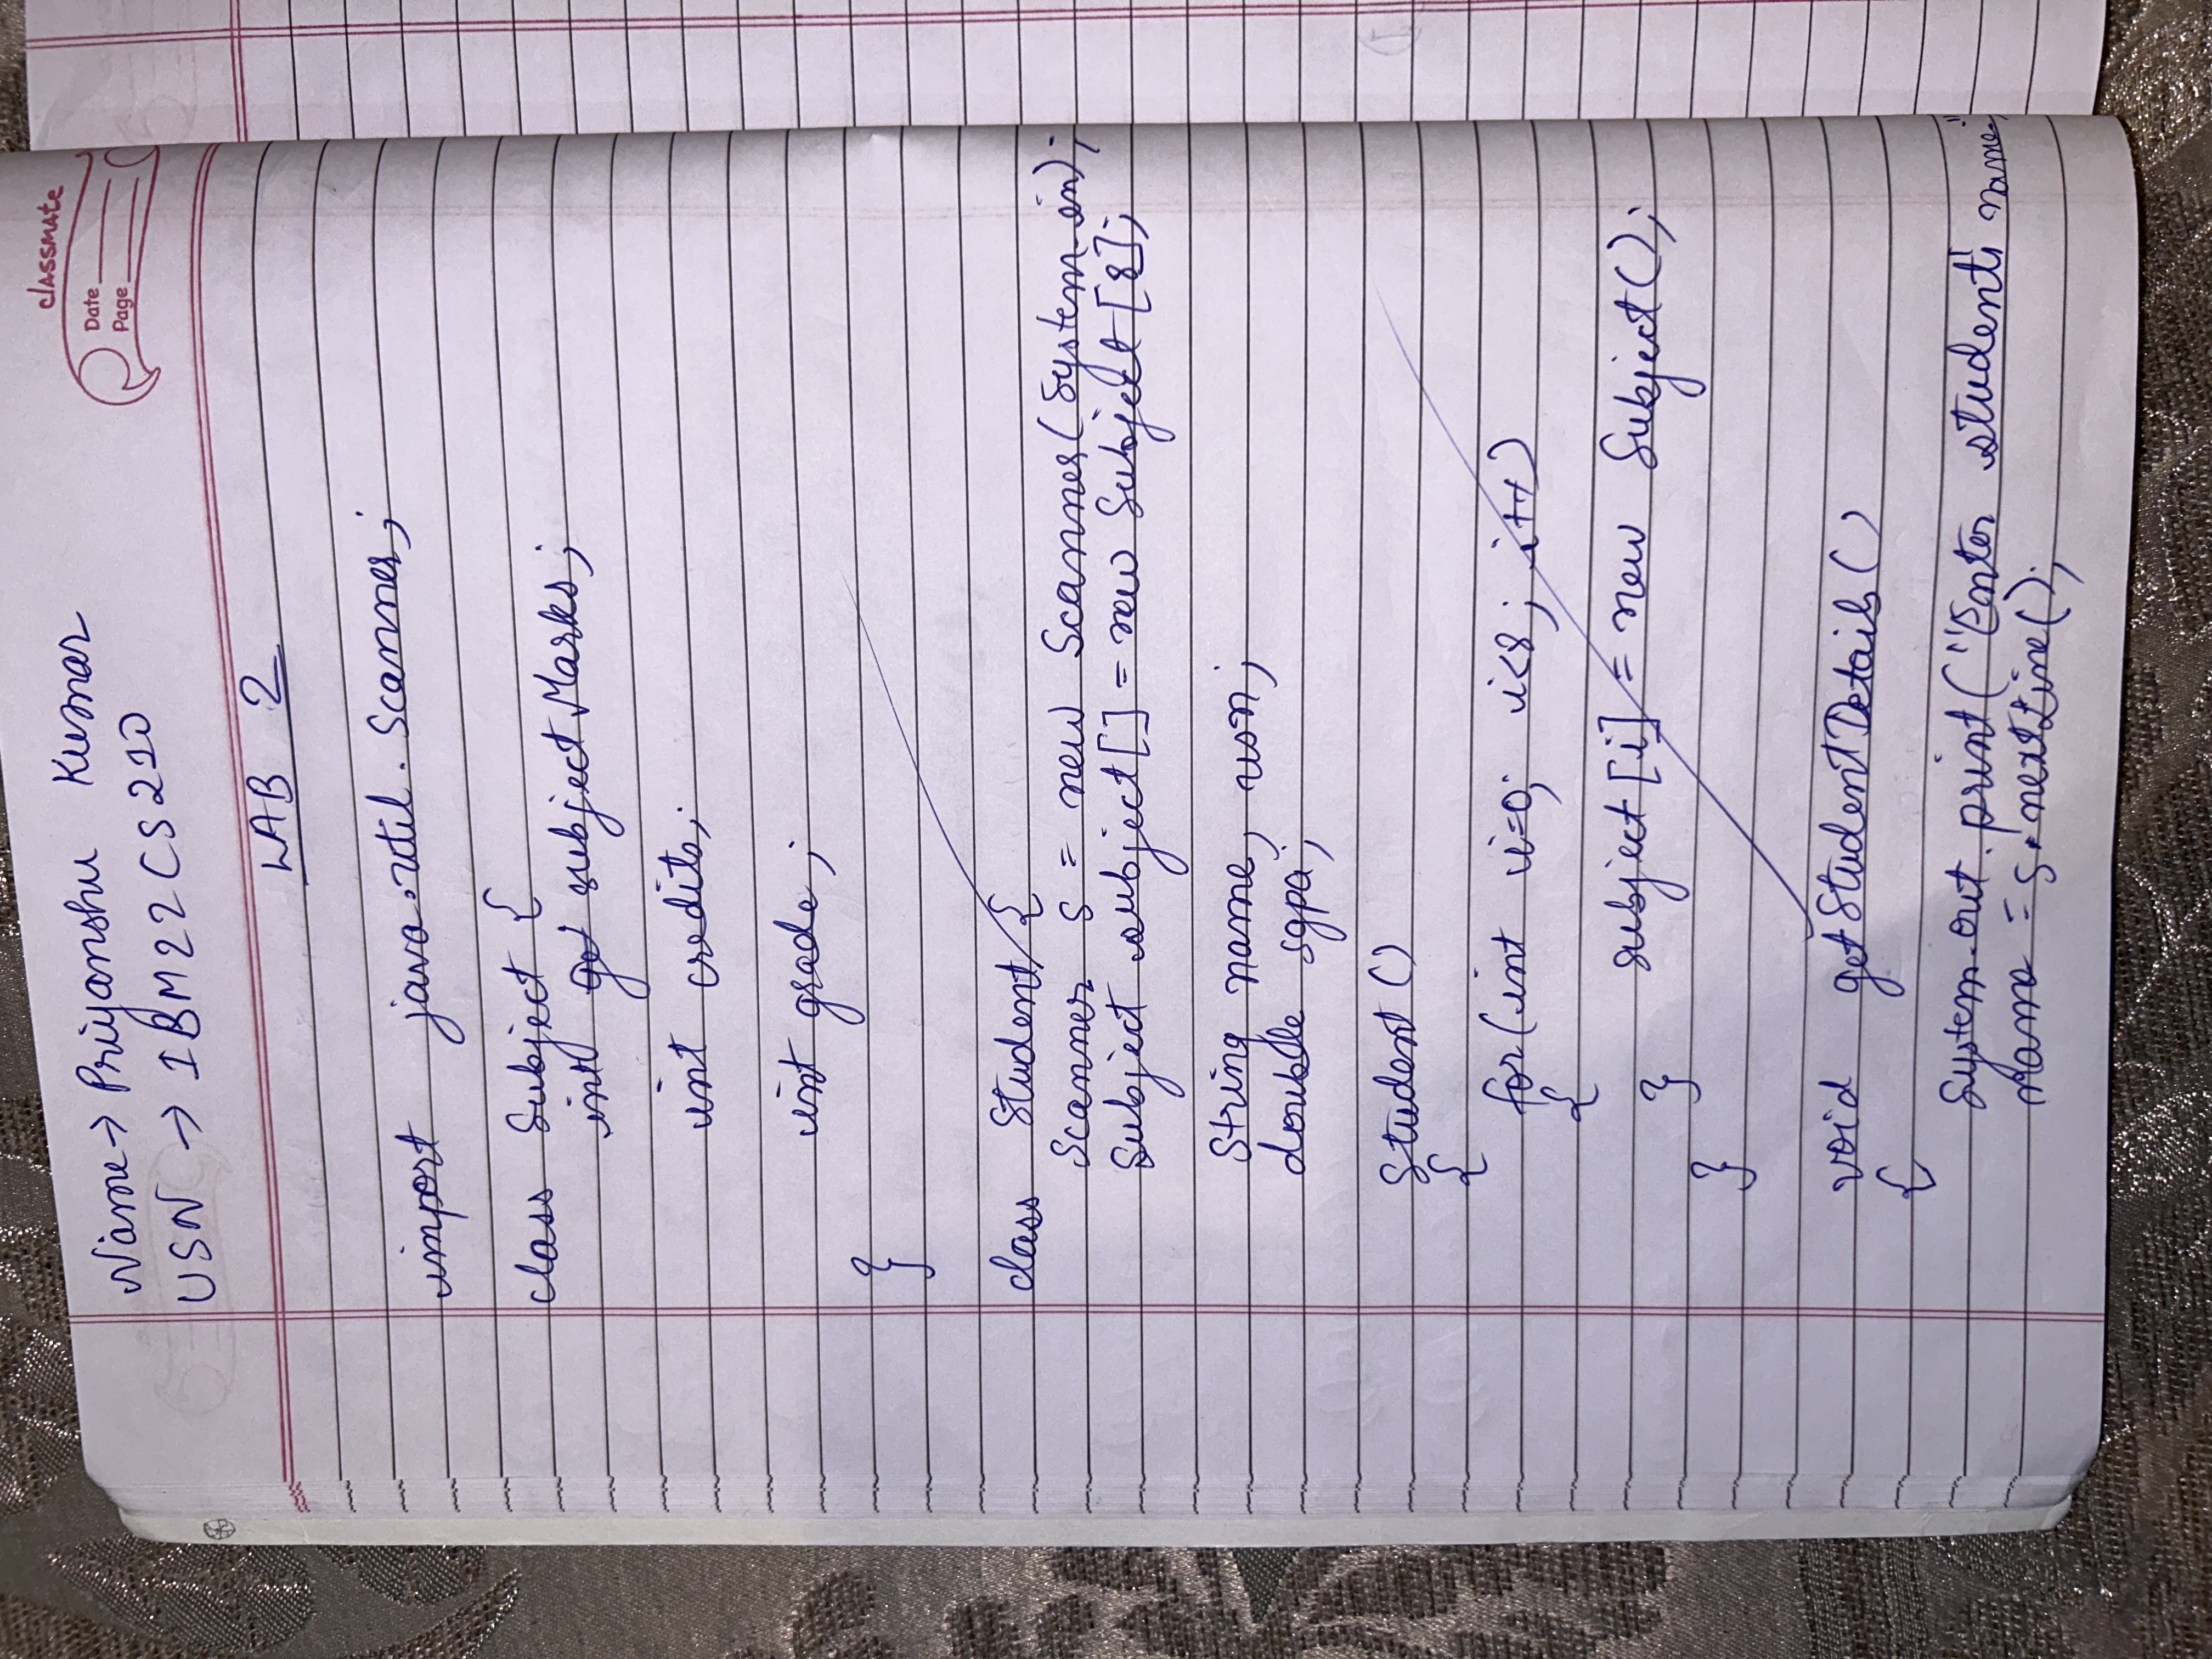 classmate
Date
Page
Name → Priyanshu Kumar
USN → 1BM22CS210
LAB 2
import java.util.Scanner;
class Subject {
int subjectMarks;
int credits;
int grade;
}
class Student {
Scanner s = new Scanner(System.in);
Subject subject[] = new Subject[8];
String name, usn;
double sgpa;
Student()
{
for(int i=0; i<8; i++)
{
subject[i] = new Subject();
}
}
void getStudentDetails()
{
System.out.print("Enter student's name"
name = s.nextLine();